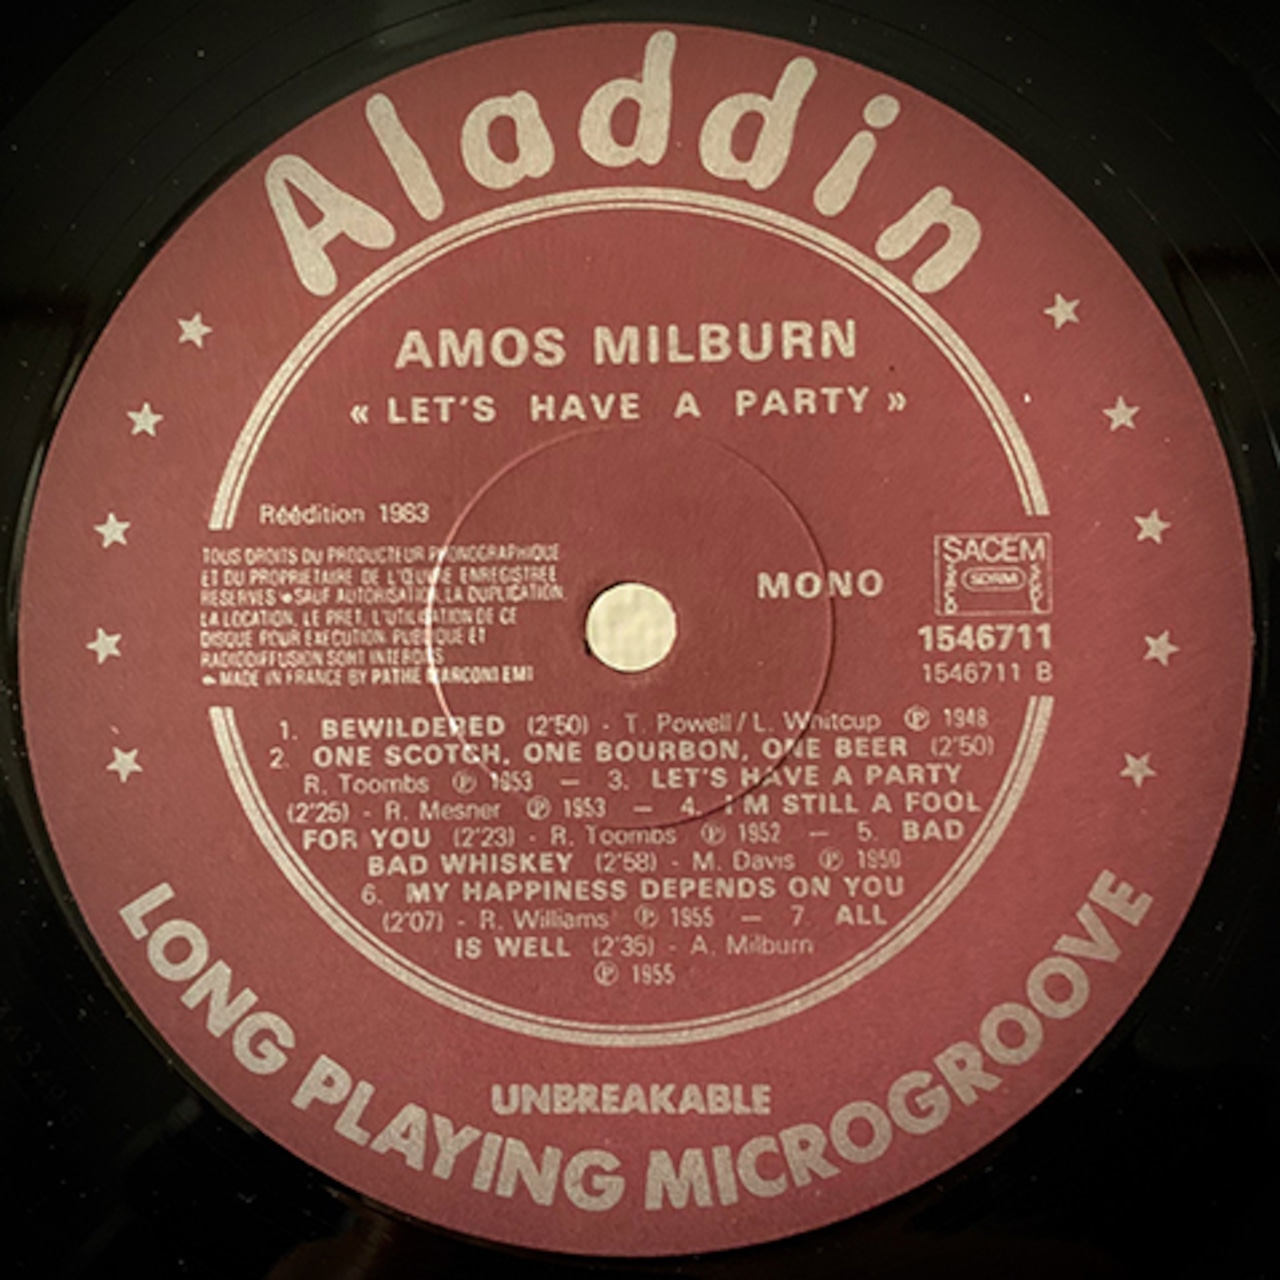 Aladdin
AMOS MILBURN
« LET'S HAVE A PARTY »
Réédition 1983
TOUS DROITS DU PRODUCTEUR PHONOGRAPHIQUE
ET DU PROPRIETAIRE DE L'ŒUVRE ENREGISTREE
RESERVES • SAUF AUTORISATION, LA DUPLICATION,
LA LOCATION, LE PRET, L'UTILISATION DE CE
DISQUE POUR EXECUTION PUBLIQUE ET
RADIODIFFUSION SONT INTERDITS
• MADE IN FRANCE BY PATHE MARCONI EMI
MONO
SACEM
SDRM
1546711
1546711 B
1. BEWILDERED (2'50) - T. Powell / L. Whitcup ℗ 1948
2. ONE SCOTCH, ONE BOURBON, ONE BEER (2'50)
R. Toombs ℗ 1953 — 3. LET'S HAVE A PARTY
(2'25) - R. Mesner ℗ 1953 — 4. I'M STILL A FOOL
FOR YOU (2'23) - R. Toombs ℗ 1952 — 5. BAD
BAD WHISKEY (2'58) - M. Davis ℗ 1950
6. MY HAPPINESS DEPENDS ON YOU
(2'07) - R. Williams ℗ 1955 — 7. ALL
IS WELL (2'35) - A. Milburn
℗ 1955
UNBREAKABLE
LONG PLAYING MICROGROOVE